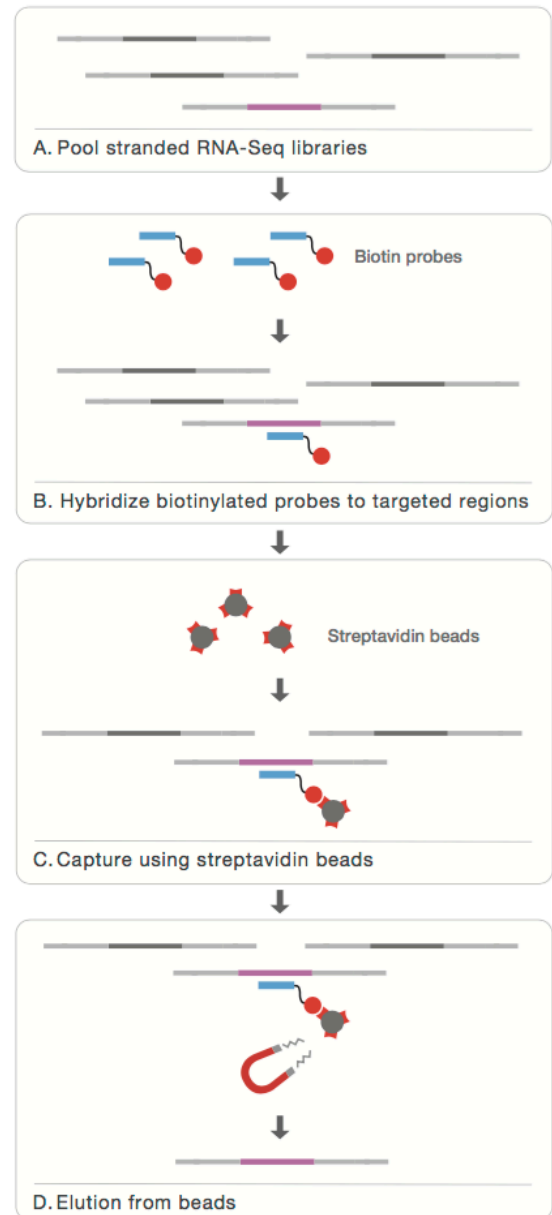 A. Pool stranded RNA-Seq libraries
Biotin probes
B. Hybridize biotinylated probes to targeted regions
Streptavidin beads
C. Capture using streptavidin beads
D. Elution from beads